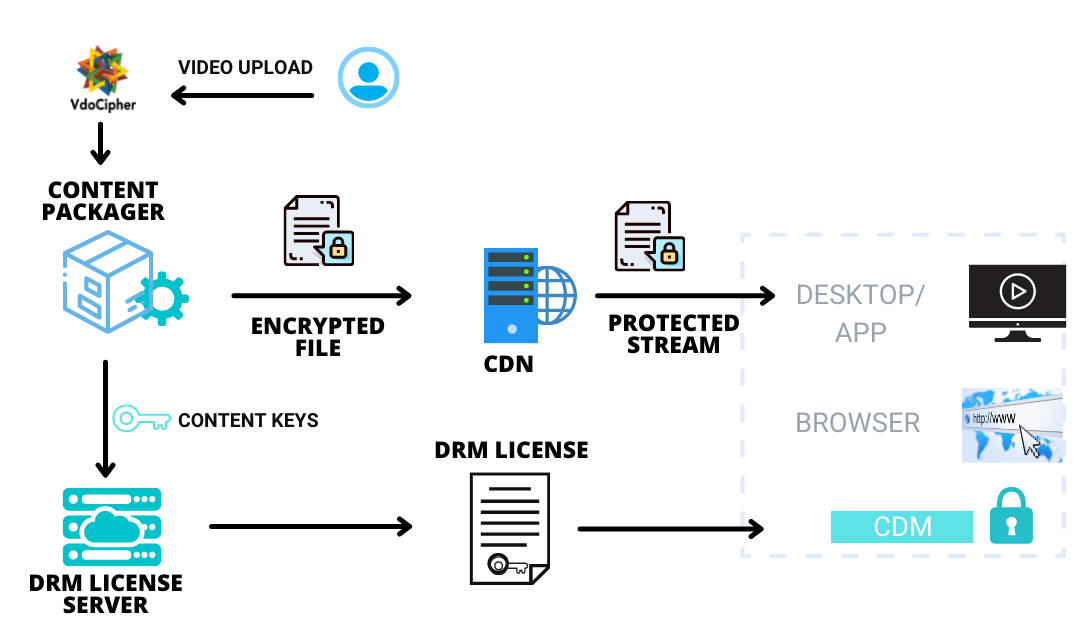 VIDEO UPLOAD
VdoCipher
CONTENT
PACKAGER
ENCRYPTED
FILE
CDN
PROTECTED
STREAM
DESKTOP/
APP
BROWSER
http://www
CONTENT KEYS
DRM LICENSE
CDM
DRM LICENSE
SERVER